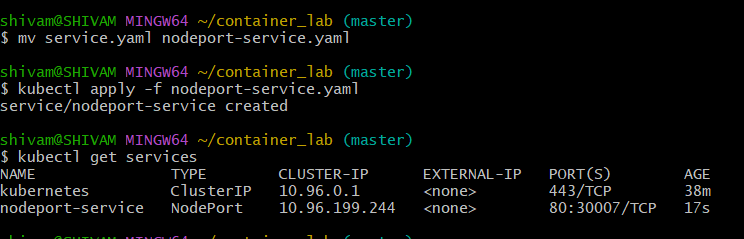 shivam@SHIVAM MINGW64 ~/container_lab (master)
$ mv service.yaml nodeport-service.yaml
shivam@SHIVAM MINGW64 ~/container_lab (master)
$ kubectl apply -f nodeport-service.yaml
service/nodeport-service created
shivam@SHIVAM MINGW64 ~/container_lab (master)
$ kubectl get services
NAME TYPE CLUSTER-IP EXTERNAL-IP PORT(S) AGE
kubernetes ClusterIP 10.96.0.1 <none> 443/TCP 38m
nodeport-service NodePort 10.96.199.244 <none> 80:30007/TCP 17s